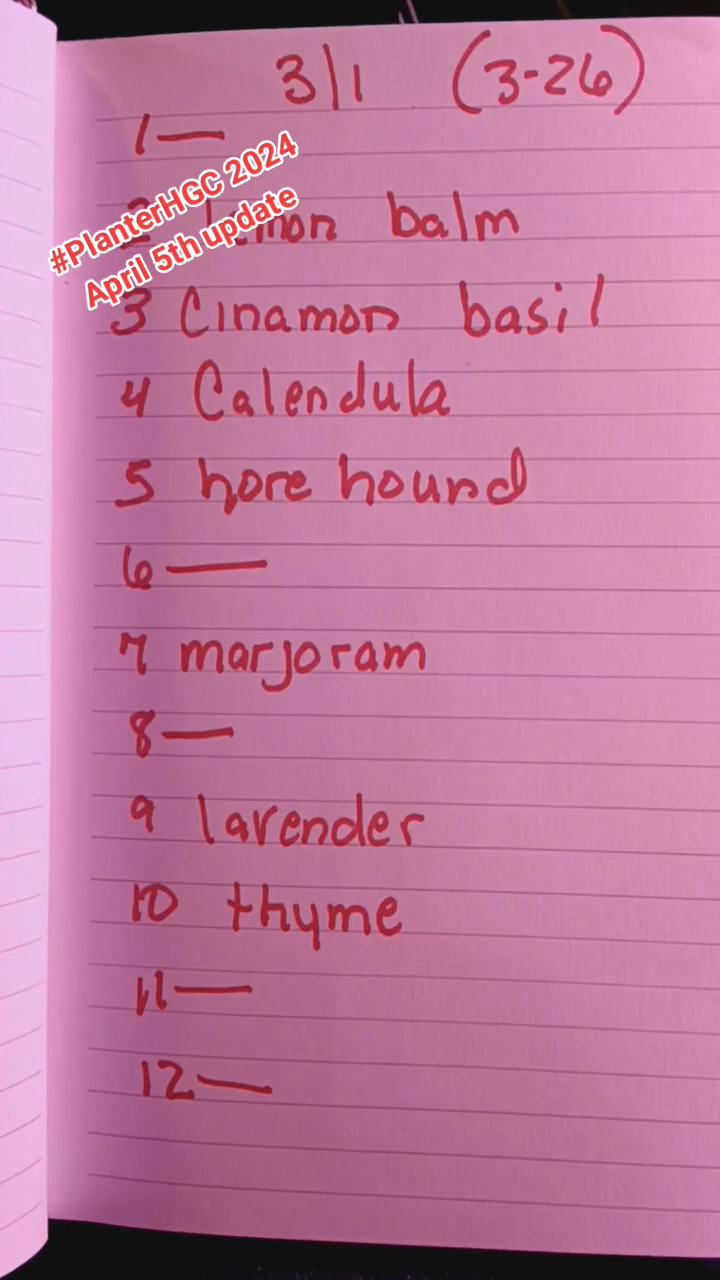 3|1 (3-26)
1—
#PlanterHGC 2024
April 5th update
2 lemon balm
3 Cinamon basil
4 Calendula
5 hore hound
6 —
7 marjoram
8 —
9 lavender
10 thyme
11 —
12 —